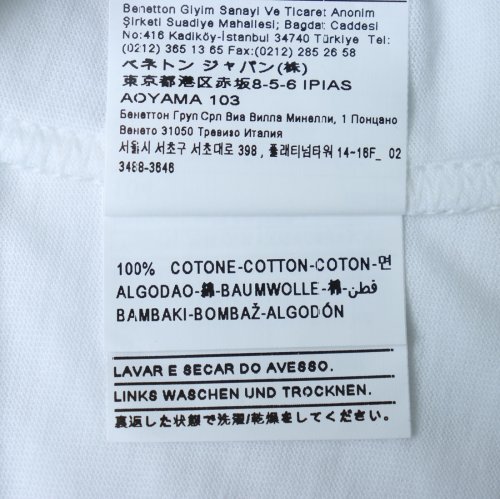 Benetton Giyim Sanayi Ve Ticaret Anonim
Şirketi Suadiye Mahallesi; Bagdat Caddesi
No:416 Kadiköy-İstanbul 34740 Türkiye Tel:
(0212) 365 13 65 Fax:(0212) 285 26 58
ベネトン ジャパン(株)
東京都港区赤坂8-5-6 IPIAS
AOYAMA 103
Бенеттон Груп Срл Виа Вилла Минелли, 1 Понцано
Венето 31050 Тревизо Италия
서울시 서초구 서초대로 398, 플래티넘타워 14-16F_ 02
3488-3646
100% COTONE-COTTON-COTON-면
ALGODAO-綿-BAUMWOLLE-棉-قطن
BAMBAKI-BOMBAŽ-ALGODÓN
LAVAR E SECAR DO AVESSO.
LINKS WASCHEN UND TROCKNEN.
裏返した状態で洗濯/乾燥をしてください。